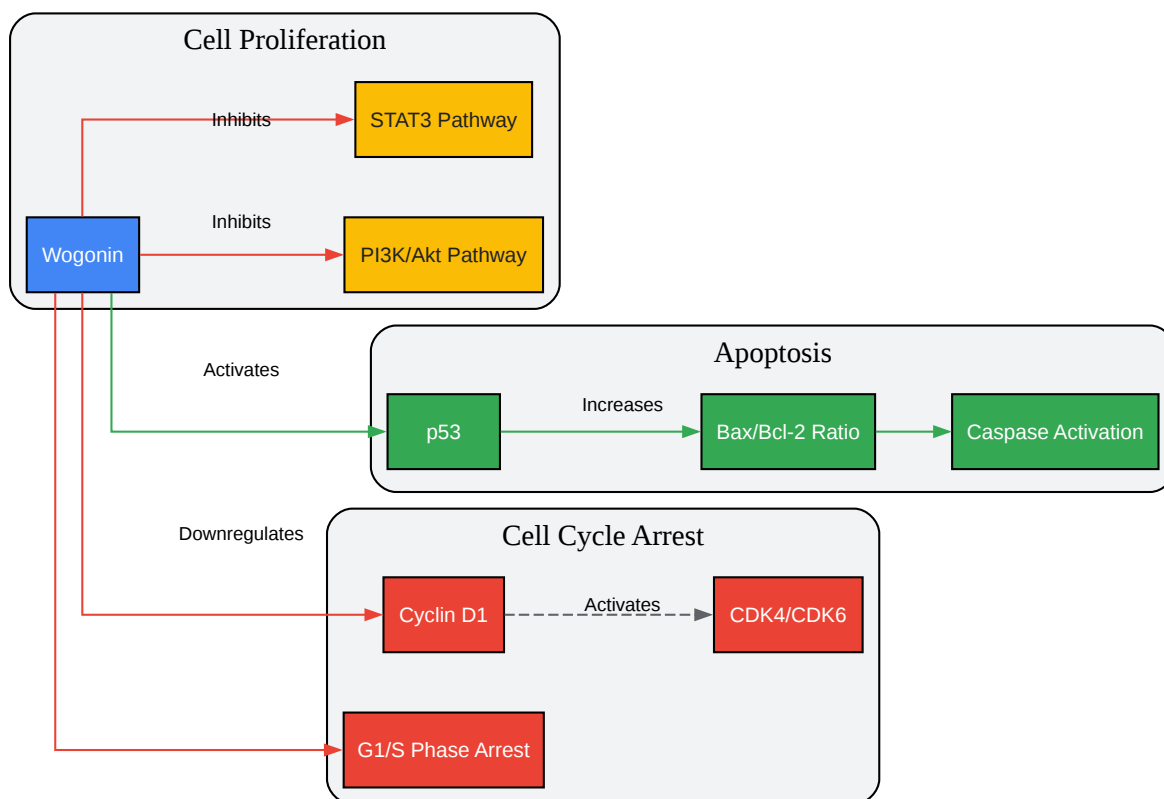 Cell Proliferation
Inhibits
STAT3 Pathway
Inhibits
Wogonin
PI3K/Akt Pathway
Apoptosis
Activates
Increases
p53
Bax/Bcl-2 Ratio
Caspase Activation
Downregulates
Cell Cycle Arrest
Cyclin D1
Activates
CDK4/CDK6
G1/S Phase Arrest